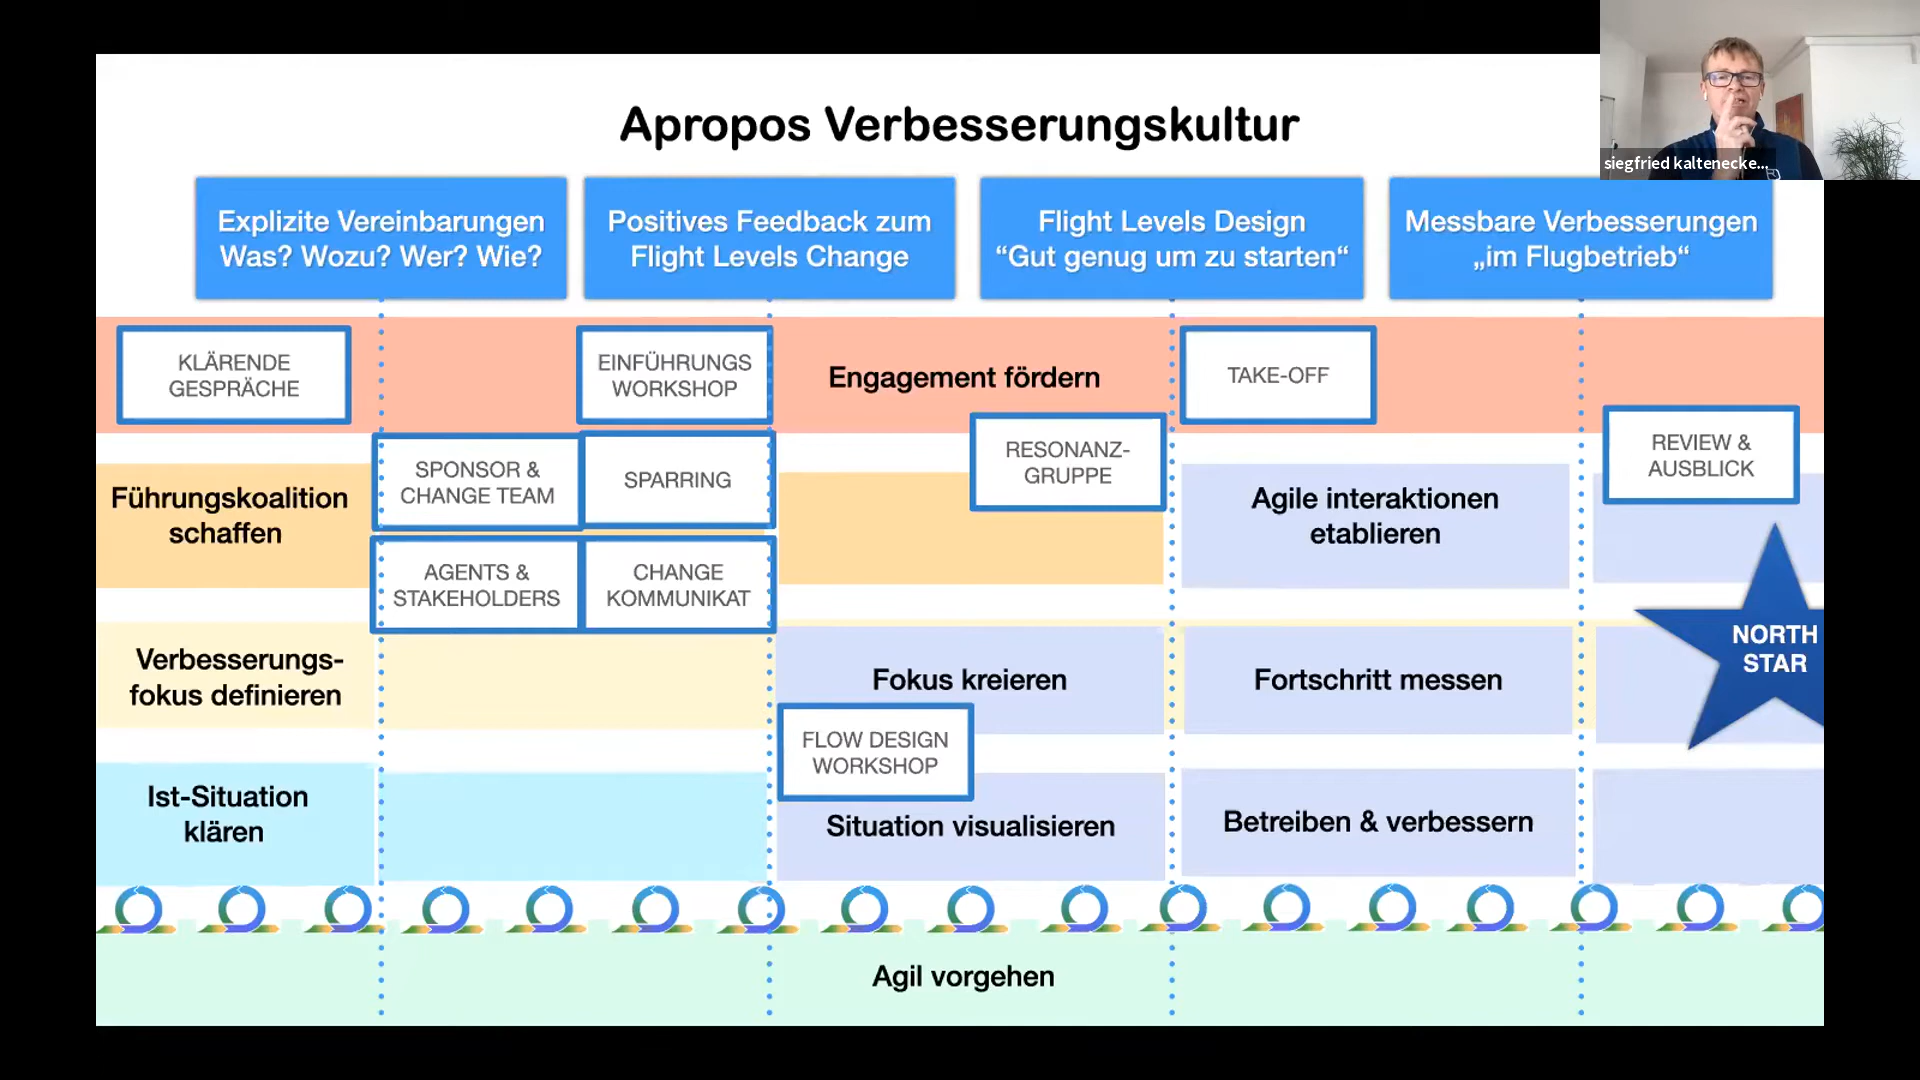 Apropos Verbesserungskultur
siegfried kaltenecke...
Explizite Vereinbarungen
Was? Wozu? Wer? Wie?
Positives Feedback zum
Flight Levels Change
Flight Levels Design
“Gut genug um zu starten“
Messbare Verbesserungen
„im Flugbetrieb“
KLÄRENDE
GESPRÄCHE
EINFÜHRUNGS
WORKSHOP
Engagement fördern
TAKE-OFF
RESONANZ-
GRUPPE
REVIEW &
AUSBLICK
Führungskoalition
schaffen
SPONSOR &
CHANGE TEAM
SPARRING
Agile interaktionen
etablieren
AGENTS &
STAKEHOLDERS
CHANGE
KOMMUNIKAT
Verbesserungs-
fokus definieren
Fokus kreieren
Fortschritt messen
NORTH
STAR
FLOW DESIGN
WORKSHOP
Ist-Situation
klären
Situation visualisieren
Betreiben & verbessern
Agil vorgehen